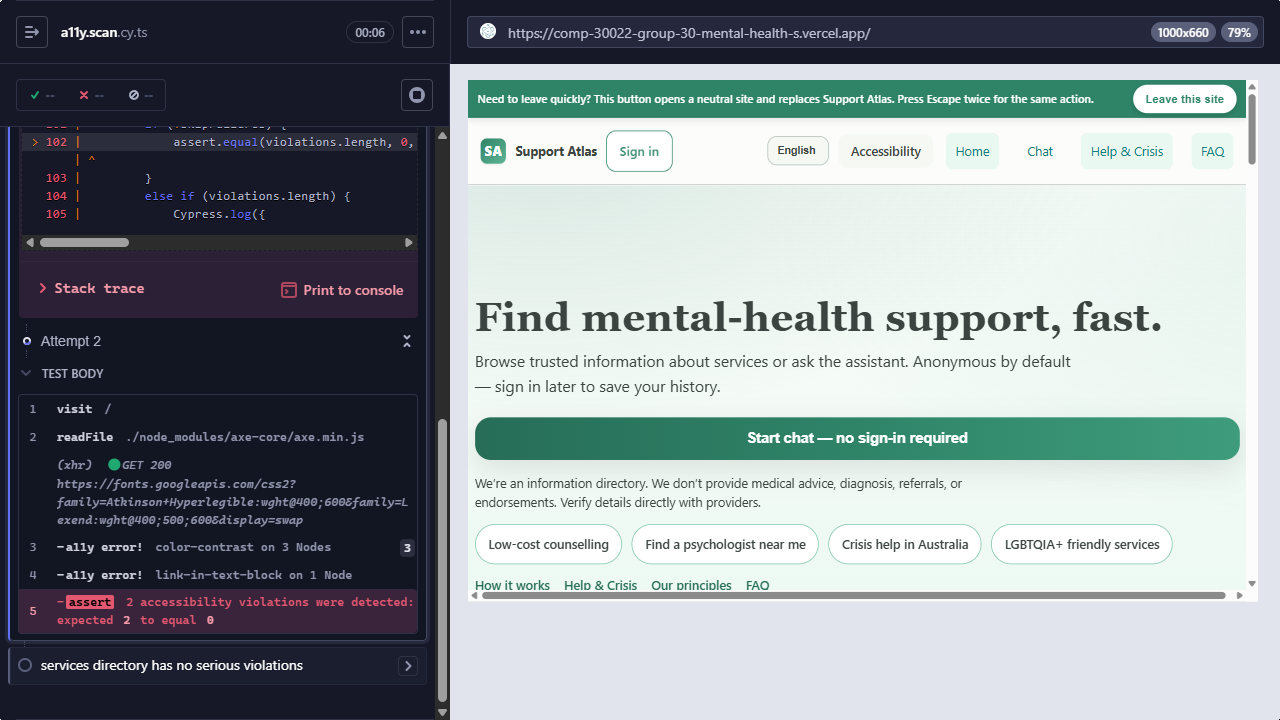 a11y.scan.cy.ts
00:06
-- -- --
> 102 | assert.equal(violations.length, 0,
| ^
103 | }
104 | else if (violations.length) {
105 | Cypress.log({
Stack trace
Print to console
Attempt 2
TEST BODY
1 visit /
2 readFile ./node_modules/axe-core/axe.min.js
(xhr) GET 200
https://fonts.googleapis.com/css2?
family=Atkinson+Hyperlegible:wght@400;600&family=L
exend:wght@400;500;600&display=swap
3 -a11y error! color-contrast on 3 Nodes 3
4 -a11y error! link-in-text-block on 1 Node
5 -assert 2 accessibility violations were detected:
expected 2 to equal 0
services directory has no serious violations
https://comp-30022-group-30-mental-health-s.vercel.app/
1000x660 79%
Need to leave quickly? This button opens a neutral site and replaces Support Atlas. Press Escape twice for the same action.
Leave this site
SA Support Atlas
Sign in
English
Accessibility
Home
Chat
Help & Crisis
FAQ
Find mental-health support, fast.
Browse trusted information about services or ask the assistant. Anonymous by default
— sign in later to save your history.
Start chat — no sign-in required
We’re an information directory. We don’t provide medical advice, diagnosis, referrals, or
endorsements. Verify details directly with providers.
Low-cost counselling
Find a psychologist near me
Crisis help in Australia
LGBTQIA+ friendly services
How it works Help & Crisis Our principles FAQ